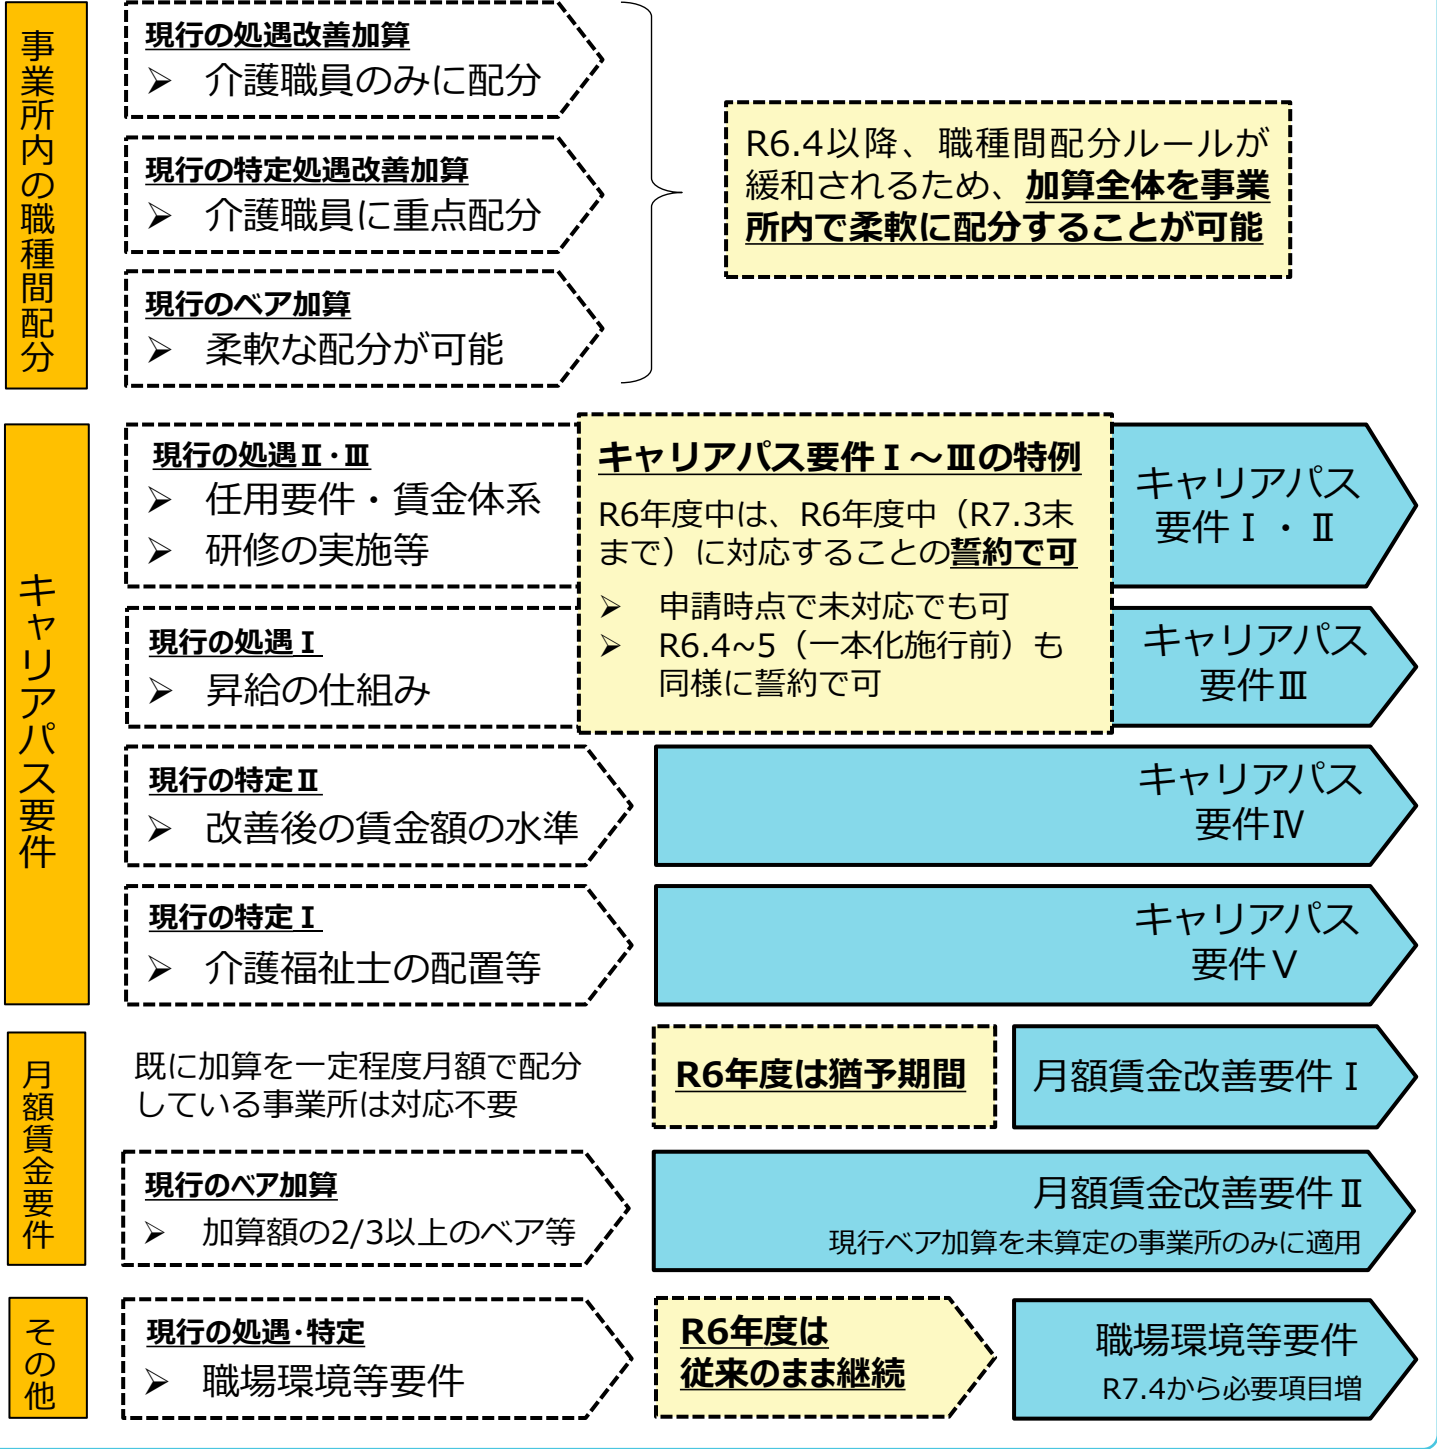 事業所内の職種間配分
現行の処遇改善加算
➢ 介護職員のみに配分
現行の特定処遇改善加算
➢ 介護職員に重点配分
現行のベア加算
➢ 柔軟な配分が可能
R6.4以降、職種間配分ルールが
緩和されるため、加算全体を事業
所内で柔軟に配分することが可能
キャリアパス要件
現行の処遇Ⅱ・Ⅲ
➢ 任用要件・賃金体系
➢ 研修の実施等
現行の処遇Ⅰ
➢ 昇給の仕組み
キャリアパス要件Ⅰ～Ⅲの特例
R6年度中は、R6年度中（R7.3末
まで）に対応することの誓約で可
➢ 申請時点で未対応でも可
➢ R6.4~5（一本化施行前）も
同様に誓約で可
キャリアパス
要件Ⅰ・Ⅱ
キャリアパス
要件Ⅲ
現行の特定Ⅱ
➢ 改善後の賃金額の水準
キャリアパス
要件Ⅳ
現行の特定Ⅰ
➢ 介護福祉士の配置等
キャリアパス
要件Ⅴ
月額賃金要件
既に加算を一定程度月額で配分
している事業所は対応不要
R6年度は猶予期間
月額賃金改善要件Ⅰ
現行のベア加算
➢ 加算額の2/3以上のベア等
月額賃金改善要件Ⅱ
現行ベア加算を未算定の事業所のみに適用
その他
現行の処遇・特定
➢ 職場環境等要件
R6年度は
従来のまま継続
職場環境等要件
R7.4から必要項目増